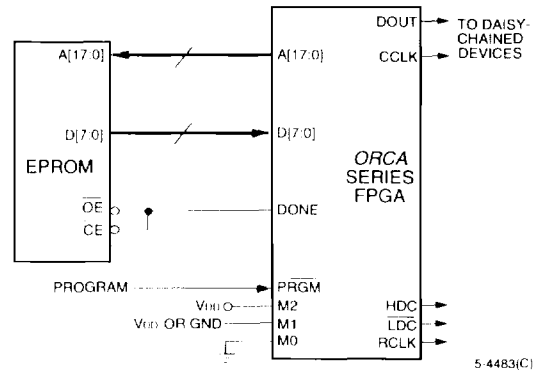 DOUT
TO DAISY-
CHAINED
DEVICES
A[17:0]
A[17:0]
CCLK
D[7:0]
D[7:0]
EPROM
ORCA
SERIES
FPGA
OE
CE
DONE
PROGRAM
PRGM
VDD
M2
HDC
VDD OR GND
M1
LDC
M0
RCLK
5-4483(C)